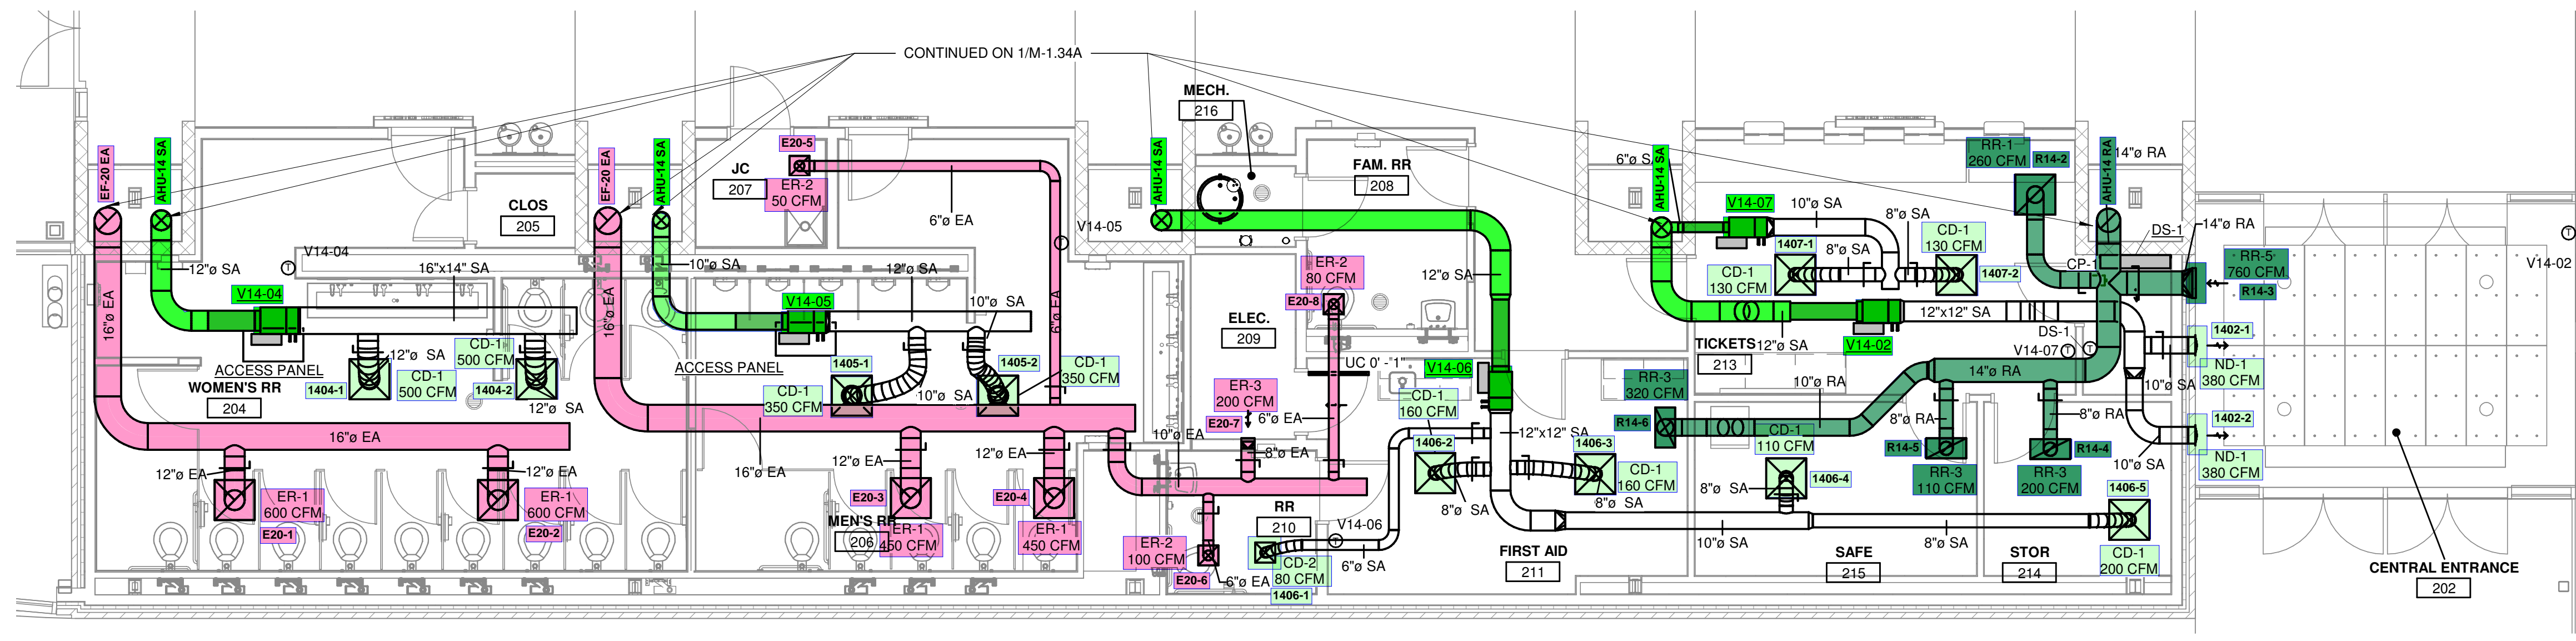 CONTINUED ON 1/M-1.34A
MECH.
216
EF-20 EA
AHU-14 SA
EF-20 EA
AHU-14 SA
E20-5
JC
207
ER-2
50 CFM
AHU-14 SA
FAM. RR
208
6"ø SA
AHU-14 SA
RR-1
260 CFM
R14-2
AHU-14 RA
14"ø RA
CLOS
205
6"ø EA
V14-05
V14-07
10"ø SA
8"ø SA
CD-1
130 CFM
14"ø RA
DS-1
V14-04
12"ø SA
16"x14" SA
10"ø SA
12"ø SA
ER-2
80 CFM
12"ø SA
1407-1
8"ø SA
CD-1
130 CFM
1407-2
CP-1
RR-5
760 CFM
R14-3
V14-02
V14-04
V14-05
10"ø SA
E20-8
16"ø EA
16"ø EA
6"ø EA
ELEC.
209
12"x12" SA
DS-1
1402-1
ACCESS PANEL
12"ø SA
CD-1
500 CFM
ACCESS PANEL
1405-1
1405-2
CD-1
350 CFM
UC 0' - 1"
V14-06
TICKETS
213
12"ø SA
V14-02
V14-07
ND-1
380 CFM
WOMEN'S RR
204
1404-1
CD-1
500 CFM
1404-2
12"ø SA
CD-1
350 CFM
10"ø SA
ER-3
200 CFM
E20-7
6"ø EA
CD-1
160 CFM
RR-3
320 CFM
R14-6
10"ø RA
14"ø RA
10"ø SA
1402-2
16"ø EA
10"ø EA
8"ø EA
12"x12" SA
1406-2
1406-3
CD-1
110 CFM
8"ø RA
8"ø RA
R14-5
R14-4
ND-1
380 CFM
10"ø SA
12"ø EA
12"ø EA
16"ø EA
12"ø EA
12"ø EA
CD-1
160 CFM
8"ø SA
8"ø SA
1406-4
8"ø SA
RR-3
110 CFM
RR-3
200 CFM
1406-5
ER-1
600 CFM
E20-1
ER-1
600 CFM
E20-2
E20-3
E20-4
MEN'S RR
206
ER-1
450 CFM
ER-1
450 CFM
RR
210
V14-06
ER-2
100 CFM
E20-6
6"ø EA
CD-2
80 CFM
1406-1
6"ø SA
FIRST AID
211
10"ø SA
SAFE
215
8"ø SA
STOR
214
CD-1
200 CFM
CENTRAL ENTRANCE
202